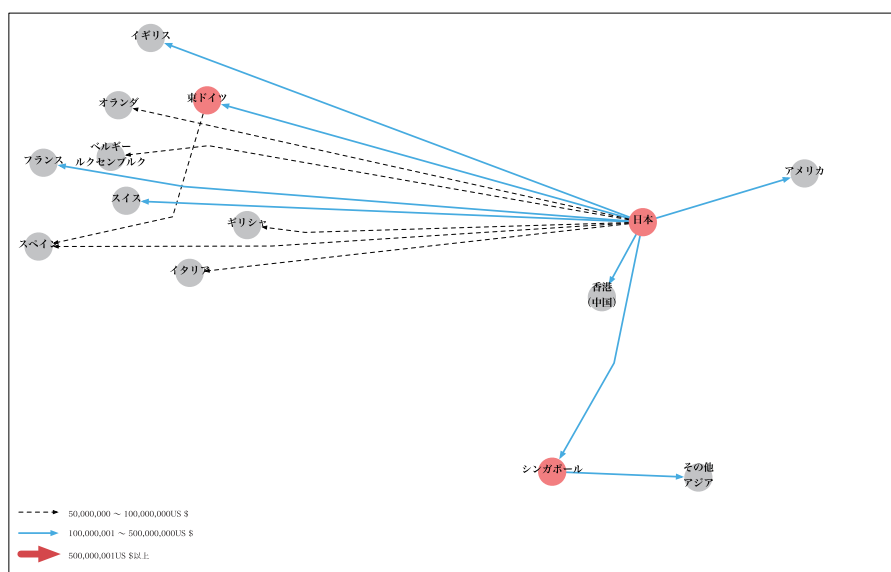 イギリス
東ドイツ
オランダ
ベルギー
ルクセンブルク
フランス
アメリカ
スイス
ギリシャ
日本
スペイン
イタリア
香港
(中国)
シンガポール
その他
アジア
50,000,000 〜 100,000,000US $
100,000,001 〜 500,000,000US $
500,000,001US $以上